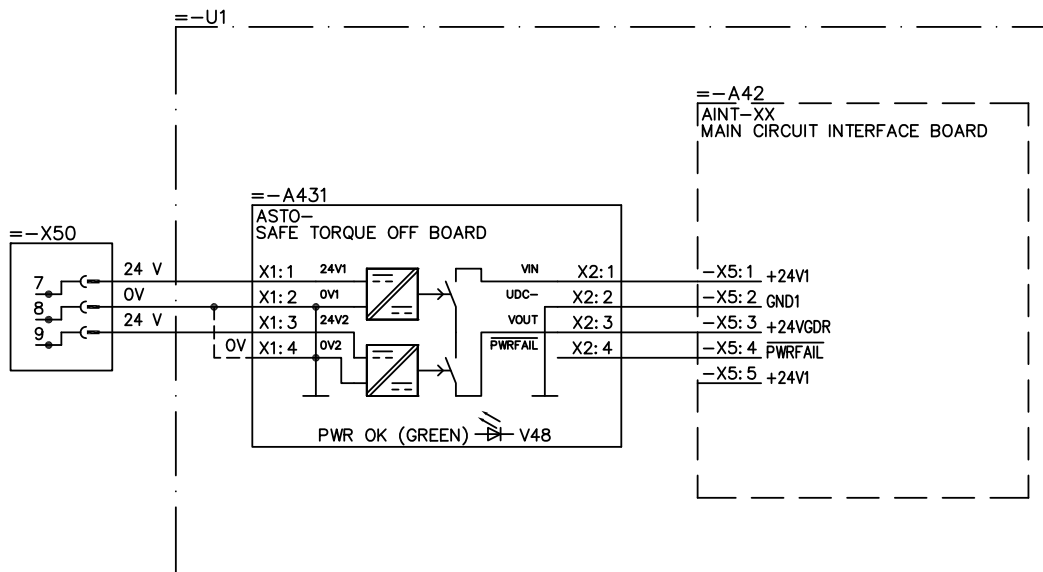 =-U1
=-A42
AINT-XX
MAIN CIRCUIT INTERFACE BOARD
=-A431
ASTO-
SAFE TORQUE OFF BOARD
=-X50
7 24 V X1:1 24V1 VIN X2:1 -X5:1 +24V1
8 0V X1:2 0V1 UDC- X2:2 -X5:2 GND1
9 24 V X1:3 24V2 VOUT X2:3 -X5:3 +24VGDR
0V X1:4 0V2 PWRFAIL X2:4 -X5:4 PWRFAIL
-X5:5 +24V1
PWR OK (GREEN) V48